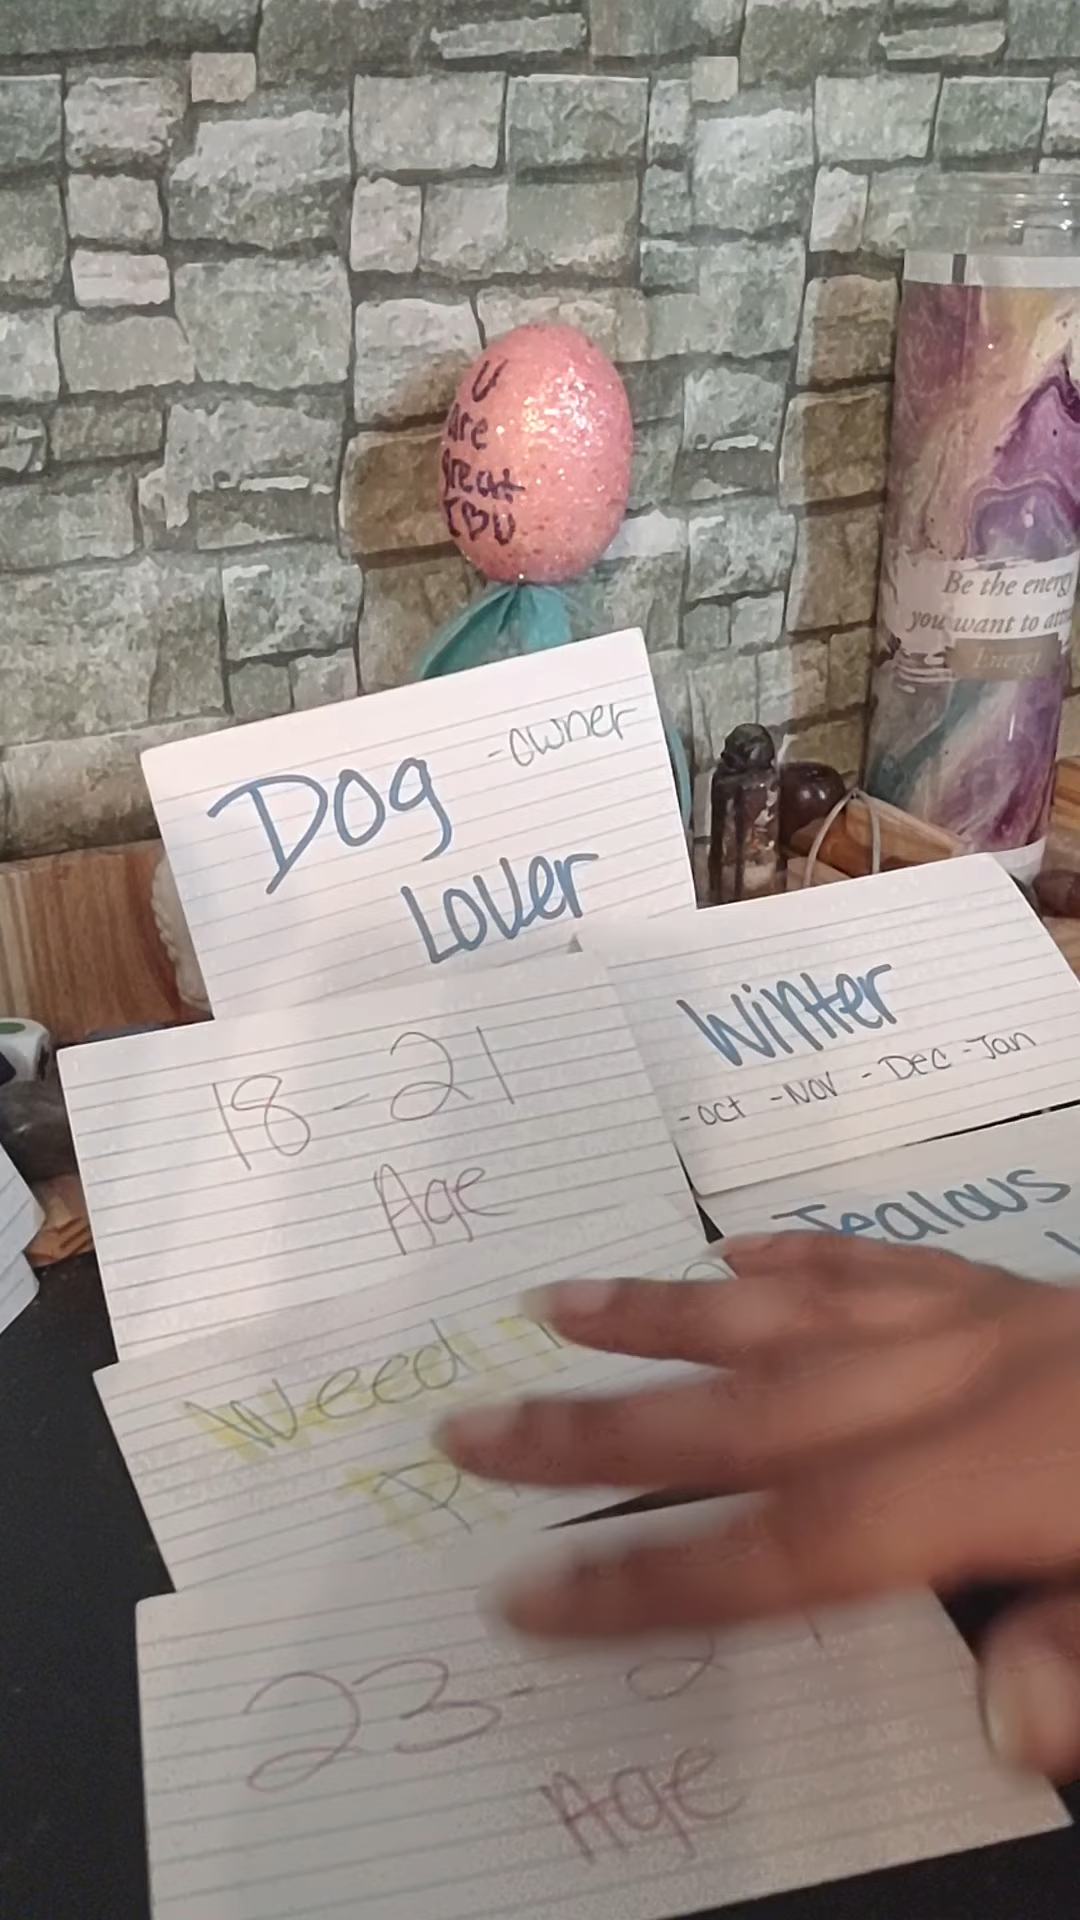 U
are
great
I♡U
Be the energy
you want to
Energy
-owner
Dog
Lover
Winter
-oct -Nov -Dec -Jan
18-21
Age
Jealous
Weed
23-
Age